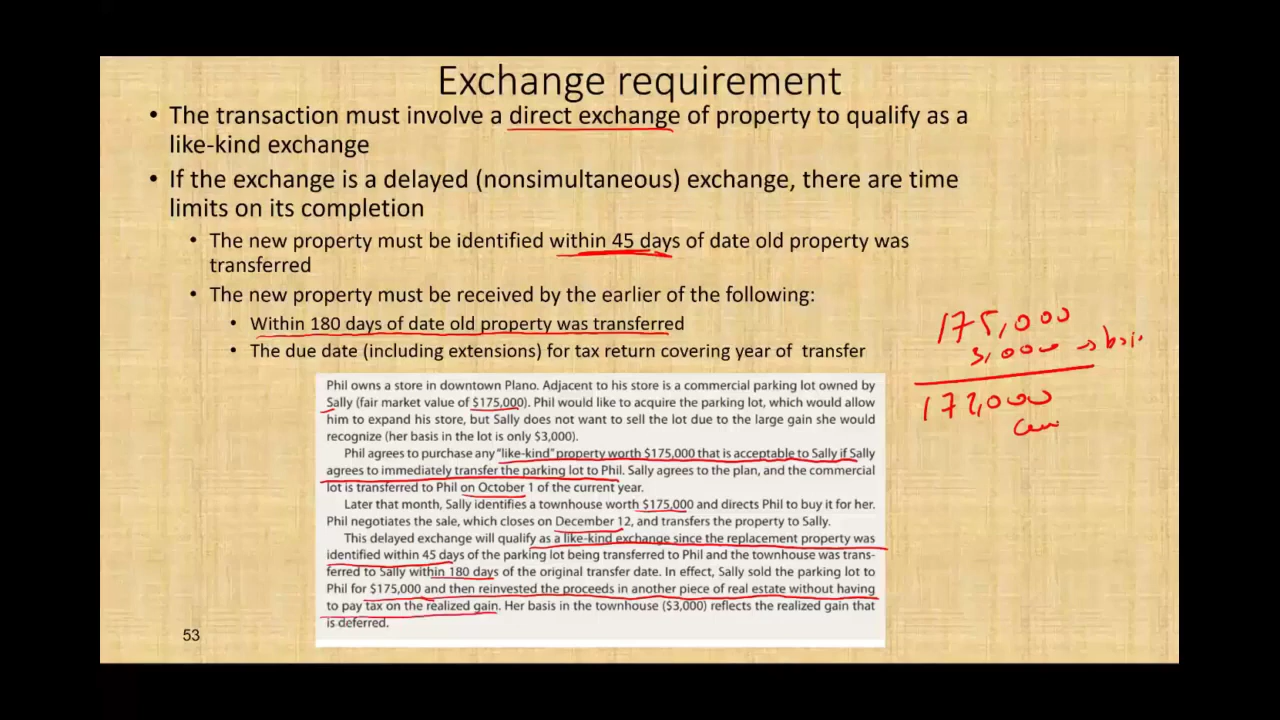 Exchange requirement
• The transaction must involve a direct exchange of property to qualify as a
like-kind exchange
• If the exchange is a delayed (nonsimultaneous) exchange, there are time
limits on its completion
• The new property must be identified within 45 days of date old property was
transferred
• The new property must be received by the earlier of the following:
• Within 180 days of date old property was transferred
• The due date (including extensions) for tax return covering year of transfer
Phil owns a store in downtown Plano. Adjacent to his store is a commercial parking lot owned by
Sally (fair market value of $175,000). Phil would like to acquire the parking lot, which would allow
him to expand his store, but Sally does not want to sell the lot due to the large gain she would
recognize (her basis in the lot is only $3,000).
Phil agrees to purchase any "like-kind" property worth $175,000 that is acceptable to Sally if Sally
agrees to immediately transfer the parking lot to Phil. Sally agrees to the plan, and the commercial
lot is transferred to Phil on October 1 of the current year.
Later that month, Sally identifies a townhouse worth $175,000 and directs Phil to buy it for her.
Phil negotiates the sale, which closes on December 12, and transfers the property to Sally.
This delayed exchange will qualify as a like-kind exchange since the replacement property was
identified within 45 days of the parking lot being transferred to Phil and the townhouse was trans-
ferred to Sally within 180 days of the original transfer date. In effect, Sally sold the parking lot to
Phil for $175,000 and then reinvested the proceeds in another piece of real estate without having
to pay tax on the realized gain. Her basis in the townhouse ($3,000) reflects the realized gain that
is deferred.
175,000
3,000 →
172,000
53